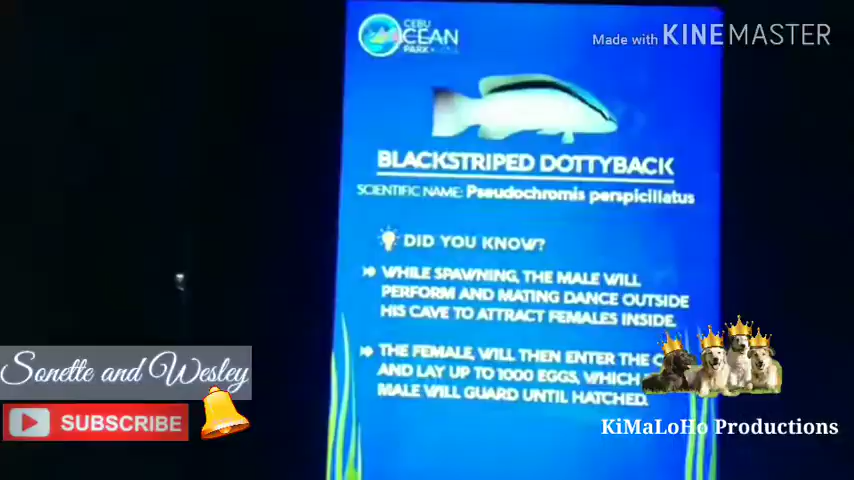 CEBU
OCEAN
PARK
Made with KINEMASTER
BLACKSTRIPED DOTTYBACK
SCIENTIFIC NAME: Pseudochromis perspicillatus
DID YOU KNOW?
WHILE SPAWNING, THE MALE WILL
PERFORM AND MATING DANCE OUTSIDE
HIS CAVE TO ATTRACT FEMALES INSIDE.
THE FEMALE, WILL THEN ENTER THE
AND LAY UP TO 1000 EGGS, WHICH
MALE WILL GUARD UNTIL HATCHED.
Sonette and Wesley
SUBSCRIBE
KiMaLoHo Productions